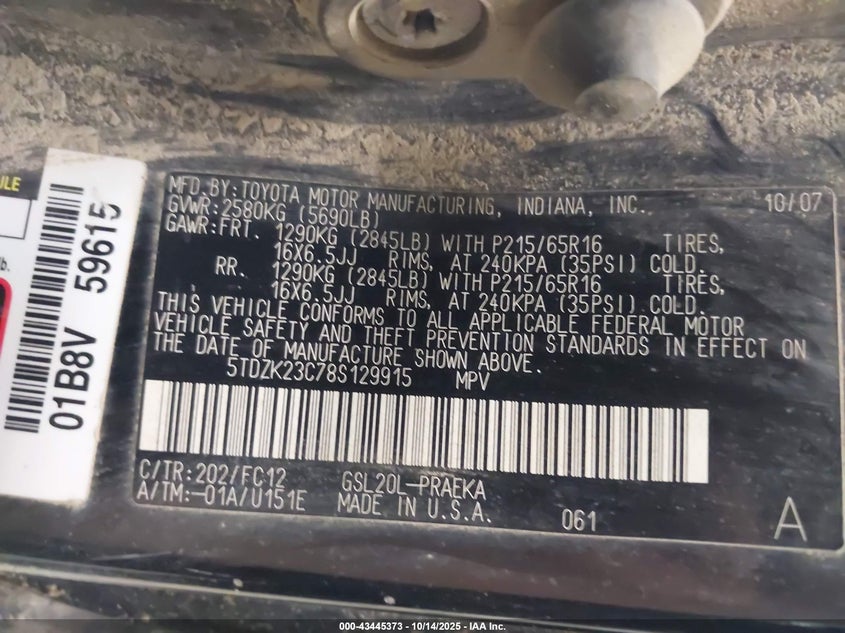 ULE
lb.
01B8V 59615
MFD.BY:TOYOTA MOTOR MANUFACTURING, INDIANA, INC. 10/07
GVWR:2580KG (5690LB)
GAWR:FRT. 1290KG (2845LB) WITH P215/65R16 TIRES,
16X6.5JJ RIMS, AT 240KPA (35PSI) COLD.
RR. 1290KG (2845LB) WITH P215/65R16 TIRES,
16X6.5JJ RIMS, AT 240KPA (35PSI) COLD.
THIS VEHICLE CONFORMS TO ALL APPLICABLE FEDERAL MOTOR
VEHICLE SAFETY AND THEFT PREVENTION STANDARDS IN EFFECT ON
THE DATE OF MANUFACTURE SHOWN ABOVE.
5TDZK23C78S129915 MPV
C/TR:202/FC12 GSL20L-PRAEKA
A/TM:-01A/U151E MADE IN U.S.A. 061 A
000-43445373 - 10/14/2025 - IAA Inc.